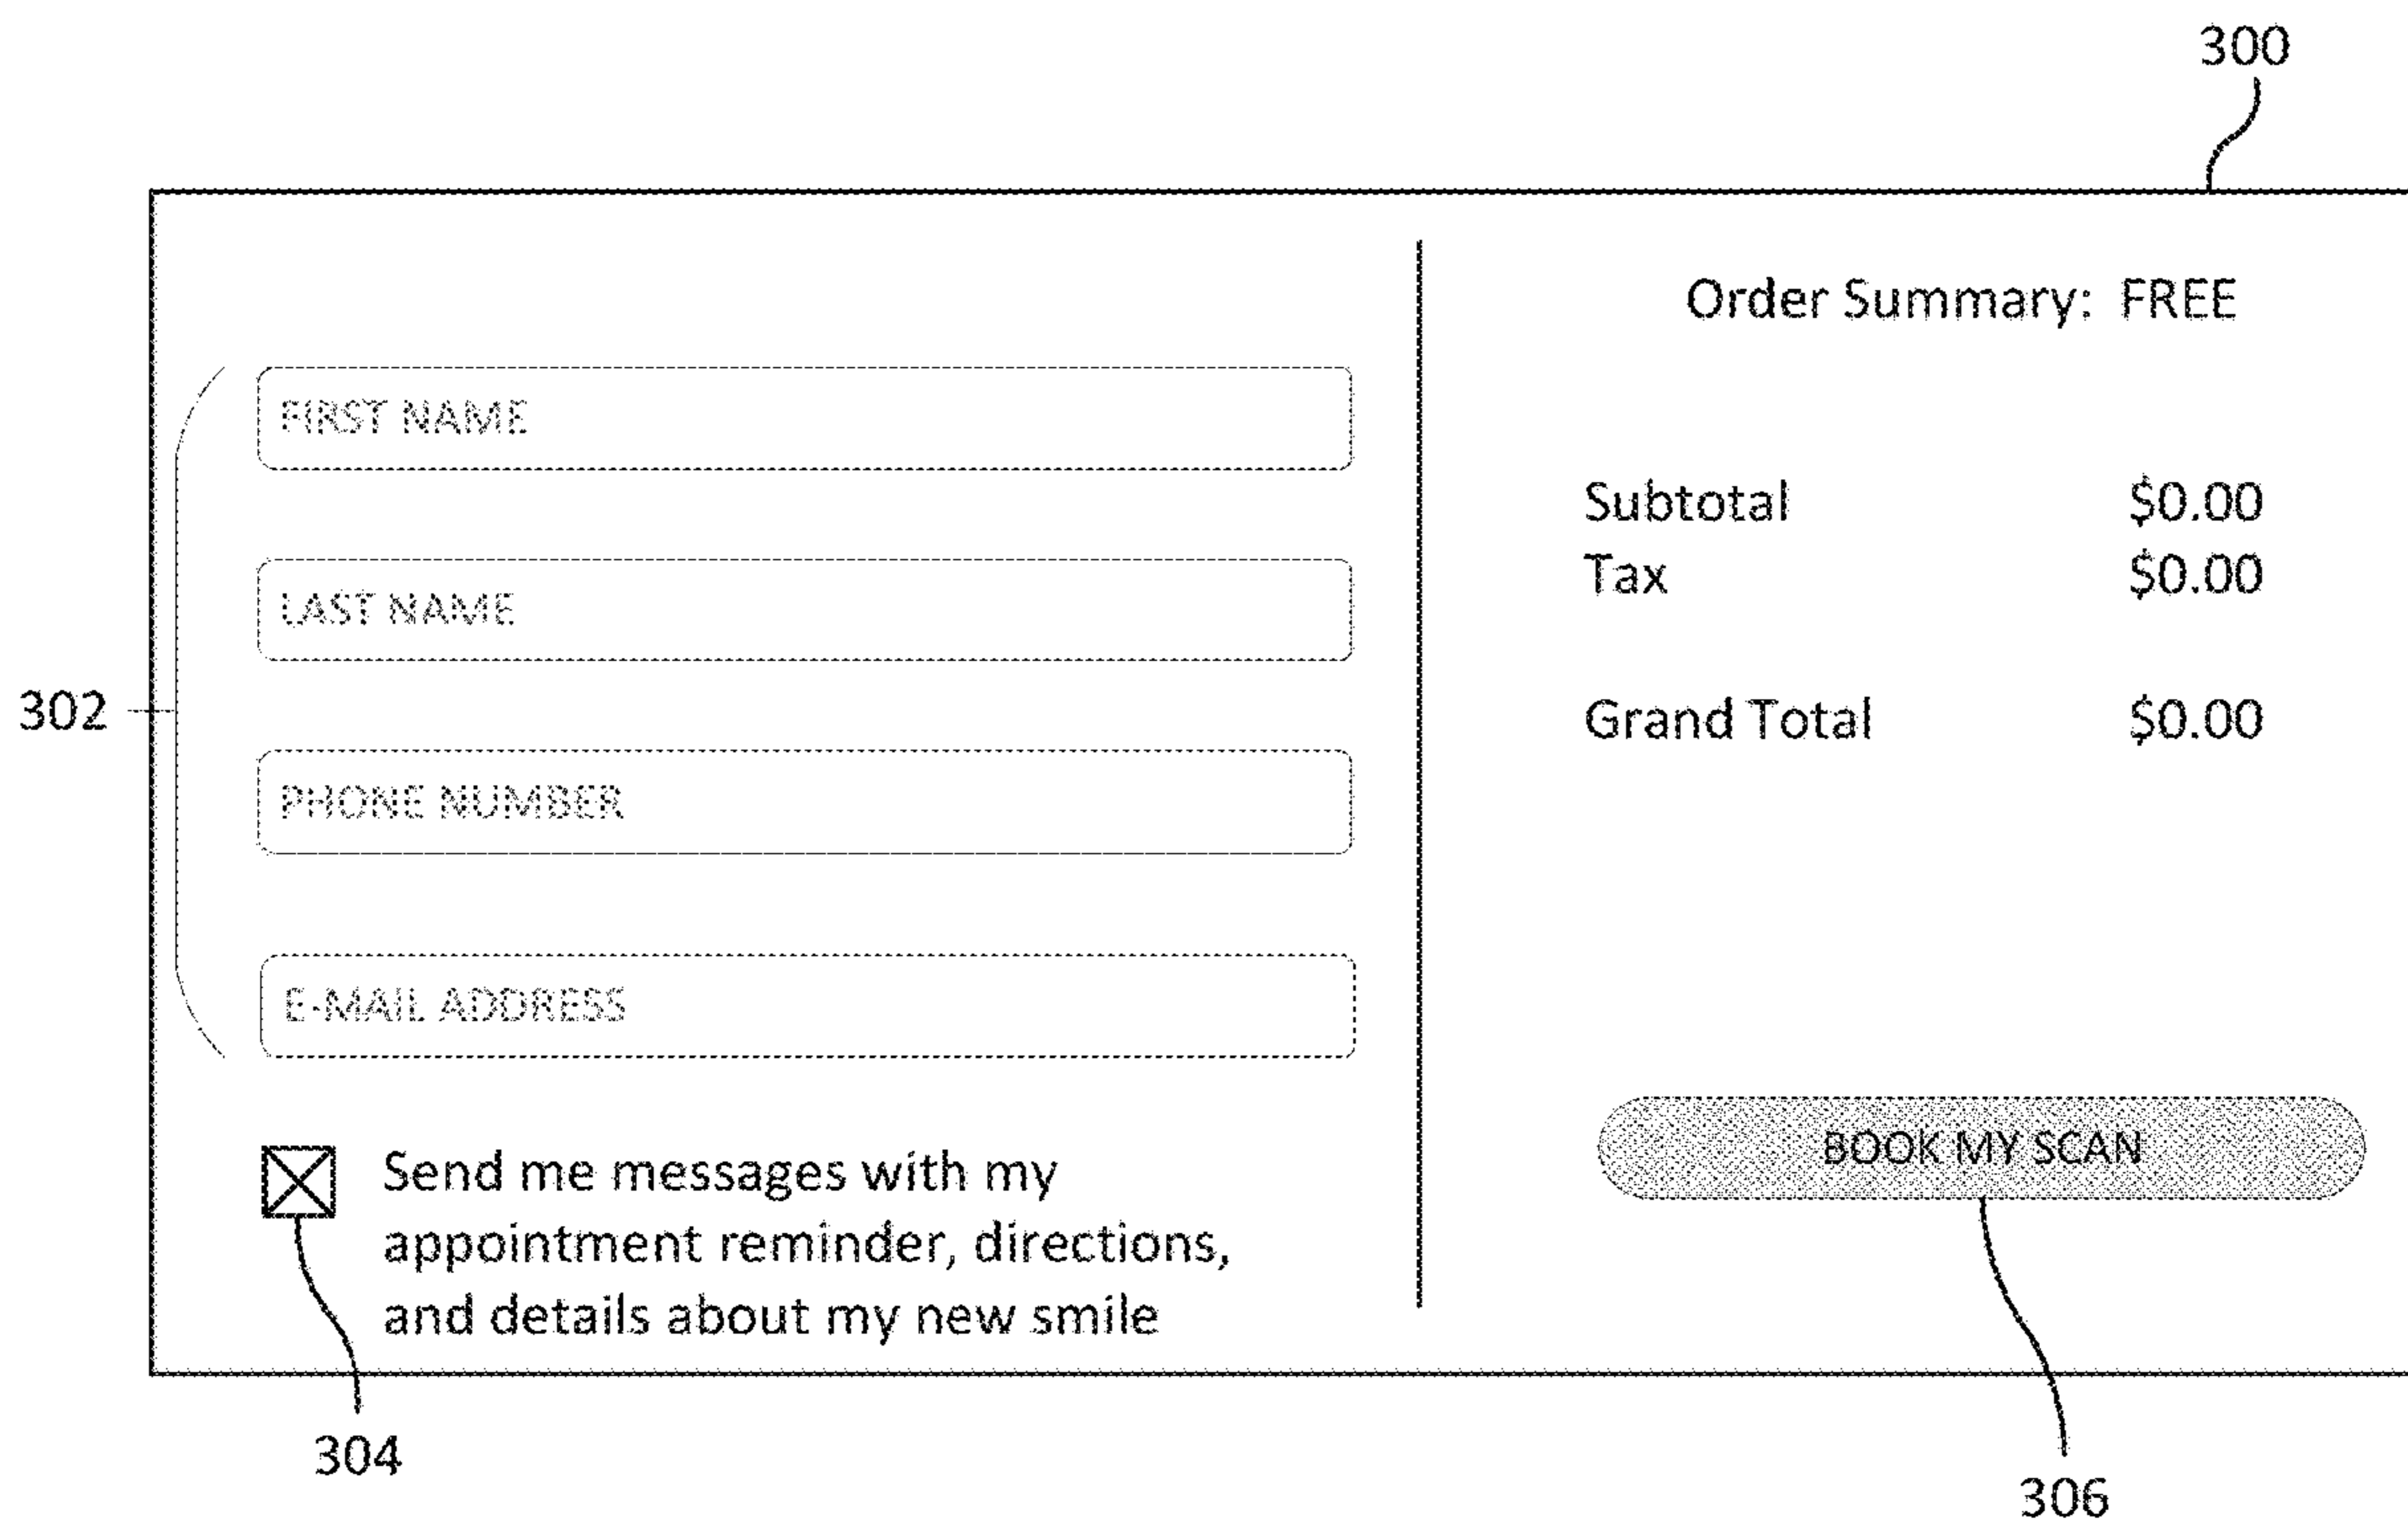 300
Order Summary: FREE
FIRST NAME
LAST NAME
302
PHONE NUMBER
E-MAIL ADDRESS
Send me messages with my
appointment reminder, directions,
and details about my new smile
304
Subtotal $0.00
Tax $0.00
Grand Total $0.00
BOOK MY SCAN
306